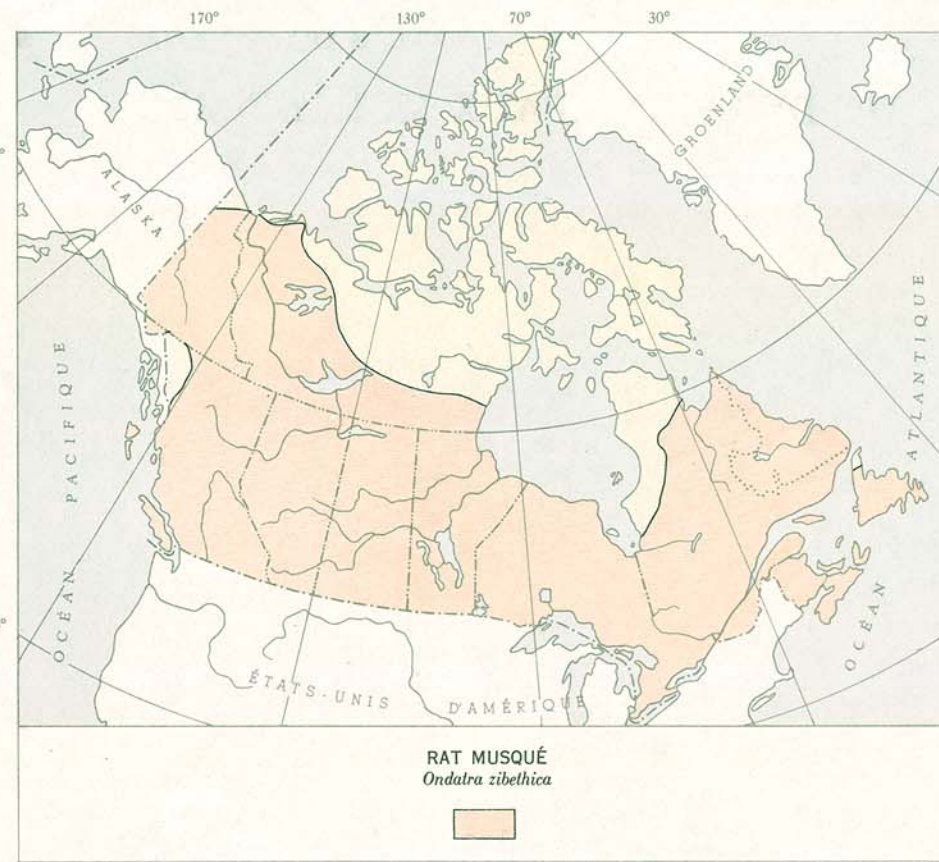 170° 130° 70° 30°
ALASKA
GROENLAND
OCÉAN PACIFIQUE
OCÉAN ATLANTIQUE
ÉTATS-UNIS D'AMÉRIQUE
RAT MUSQUÉ
Ondatra zibethica